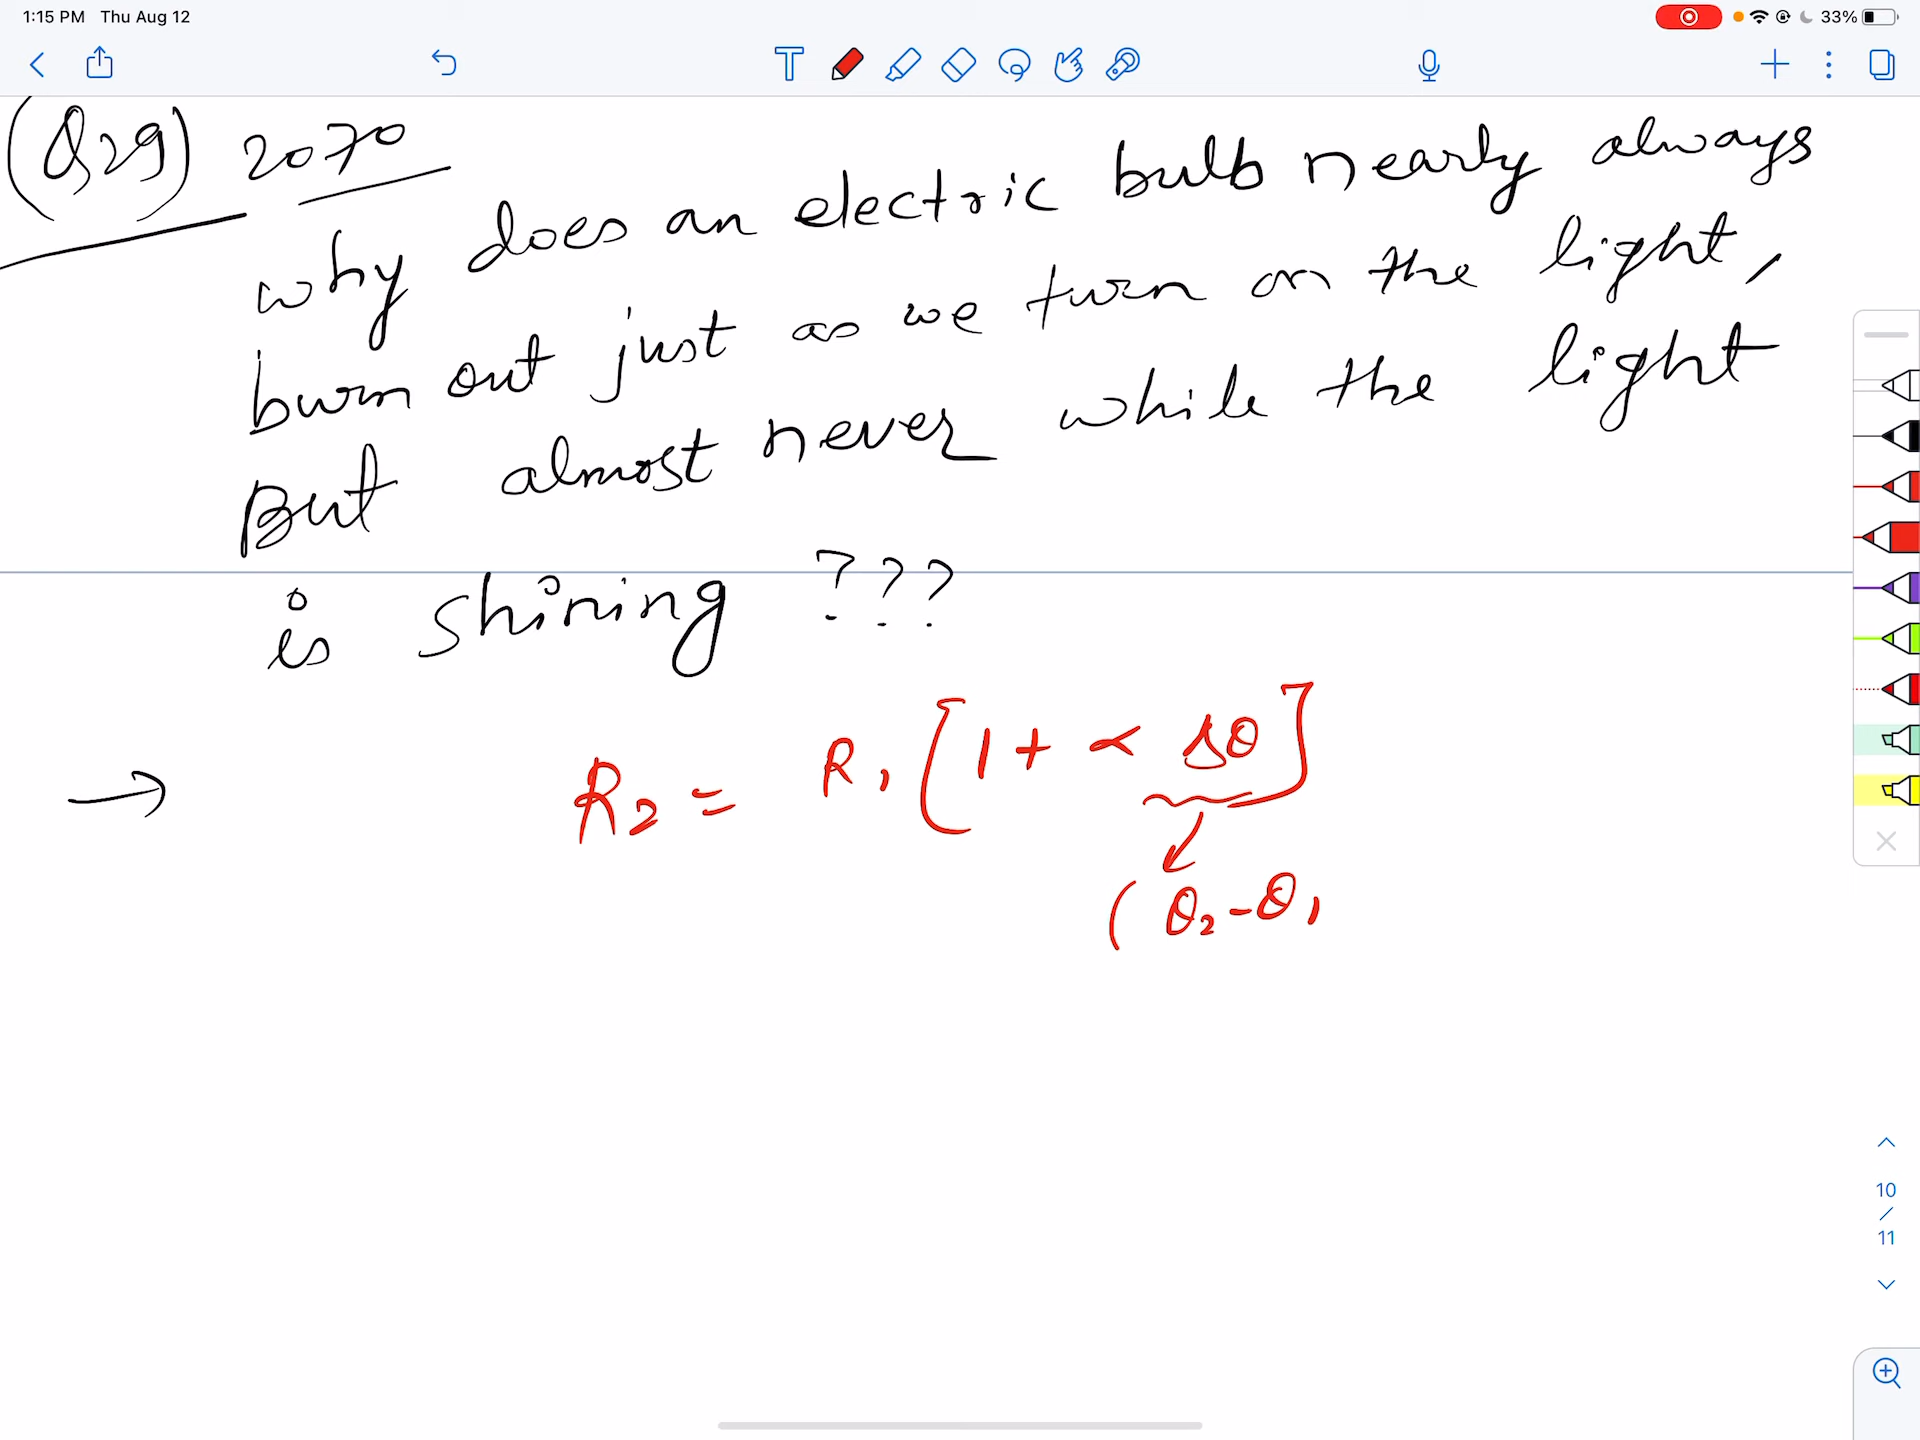 1:15 PM Thu Aug 12
33%
(Q29) 2070
why does an electric bulb nearly always
burn out just as we turn on the light,
But almost never while the light
is shining ???
→ R₂ = R₁ [1 + α Δθ]
(θ₂-θ₁
10
/
11